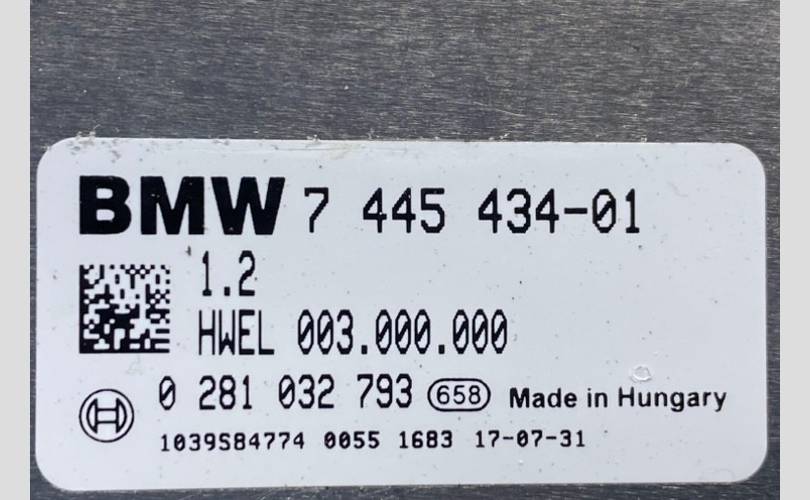 BMW 7 445 434-01
1.2
HWEL 003.000.000
0 281 032 793 658 Made in Hungary
1039S84774 0055 1683 17-07-31